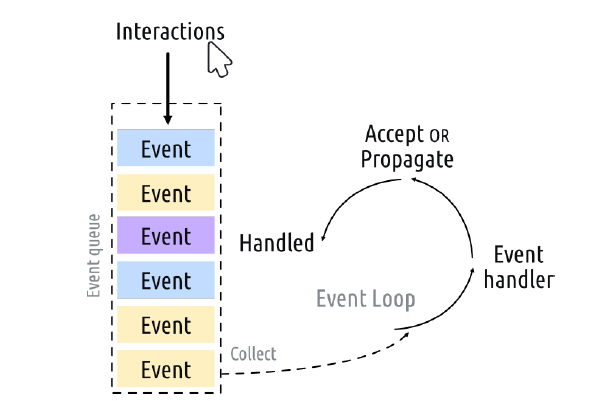 Interactions
Event
Event
Event
Event
Event
Event
Event queue
Collect
Event Loop
Event
handler
Accept OR
Propagate
Handled